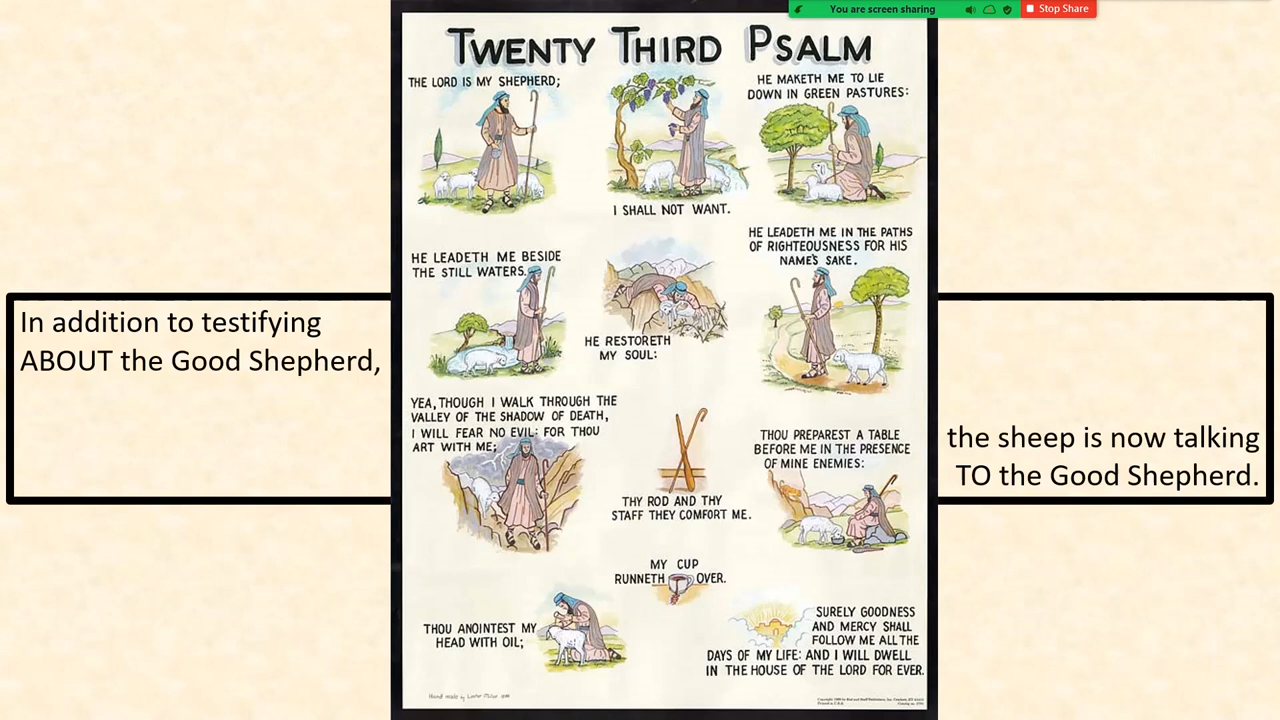 You are screen sharing
Stop Share
TWENTY THIRD PSALM
THE LORD IS MY SHEPHERD;
I SHALL NOT WANT.
HE MAKETH ME TO LIE
DOWN IN GREEN PASTURES:
HE LEADETH ME BESIDE
THE STILL WATERS.
HE RESTORETH
MY SOUL:
HE LEADETH ME IN THE PATHS
OF RIGHTEOUSNESS FOR HIS
NAME'S SAKE.
In addition to testifying
ABOUT the Good Shepherd,
the sheep is now talking
TO the Good Shepherd.
YEA, THOUGH I WALK THROUGH THE
VALLEY OF THE SHADOW OF DEATH,
I WILL FEAR NO EVIL: FOR THOU
ART WITH ME;
THY ROD AND THY
STAFF THEY COMFORT ME.
THOU PREPAREST A TABLE
BEFORE ME IN THE PRESENCE
OF MINE ENEMIES:
THOU ANOINTEST MY
HEAD WITH OIL;
MY CUP
RUNNETH OVER.
SURELY GOODNESS
AND MERCY SHALL
FOLLOW ME ALL THE
DAYS OF MY LIFE: AND I WILL DWELL
IN THE HOUSE OF THE LORD FOR EVER.